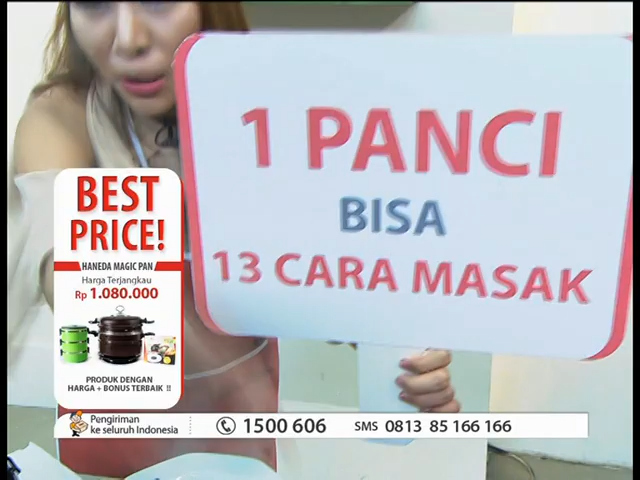 1 PANCI
BISA
13 CARA MASAK
BEST
PRICE!
HANEDA MAGIC PAN
Harga Terjangkau
Rp 1.080.000
PRODUK DENGAN
HARGA + BONUS TERBAIK !!
Pengiriman
ke seluruh Indonesia
1500 606
SMS 0813 85 166 166